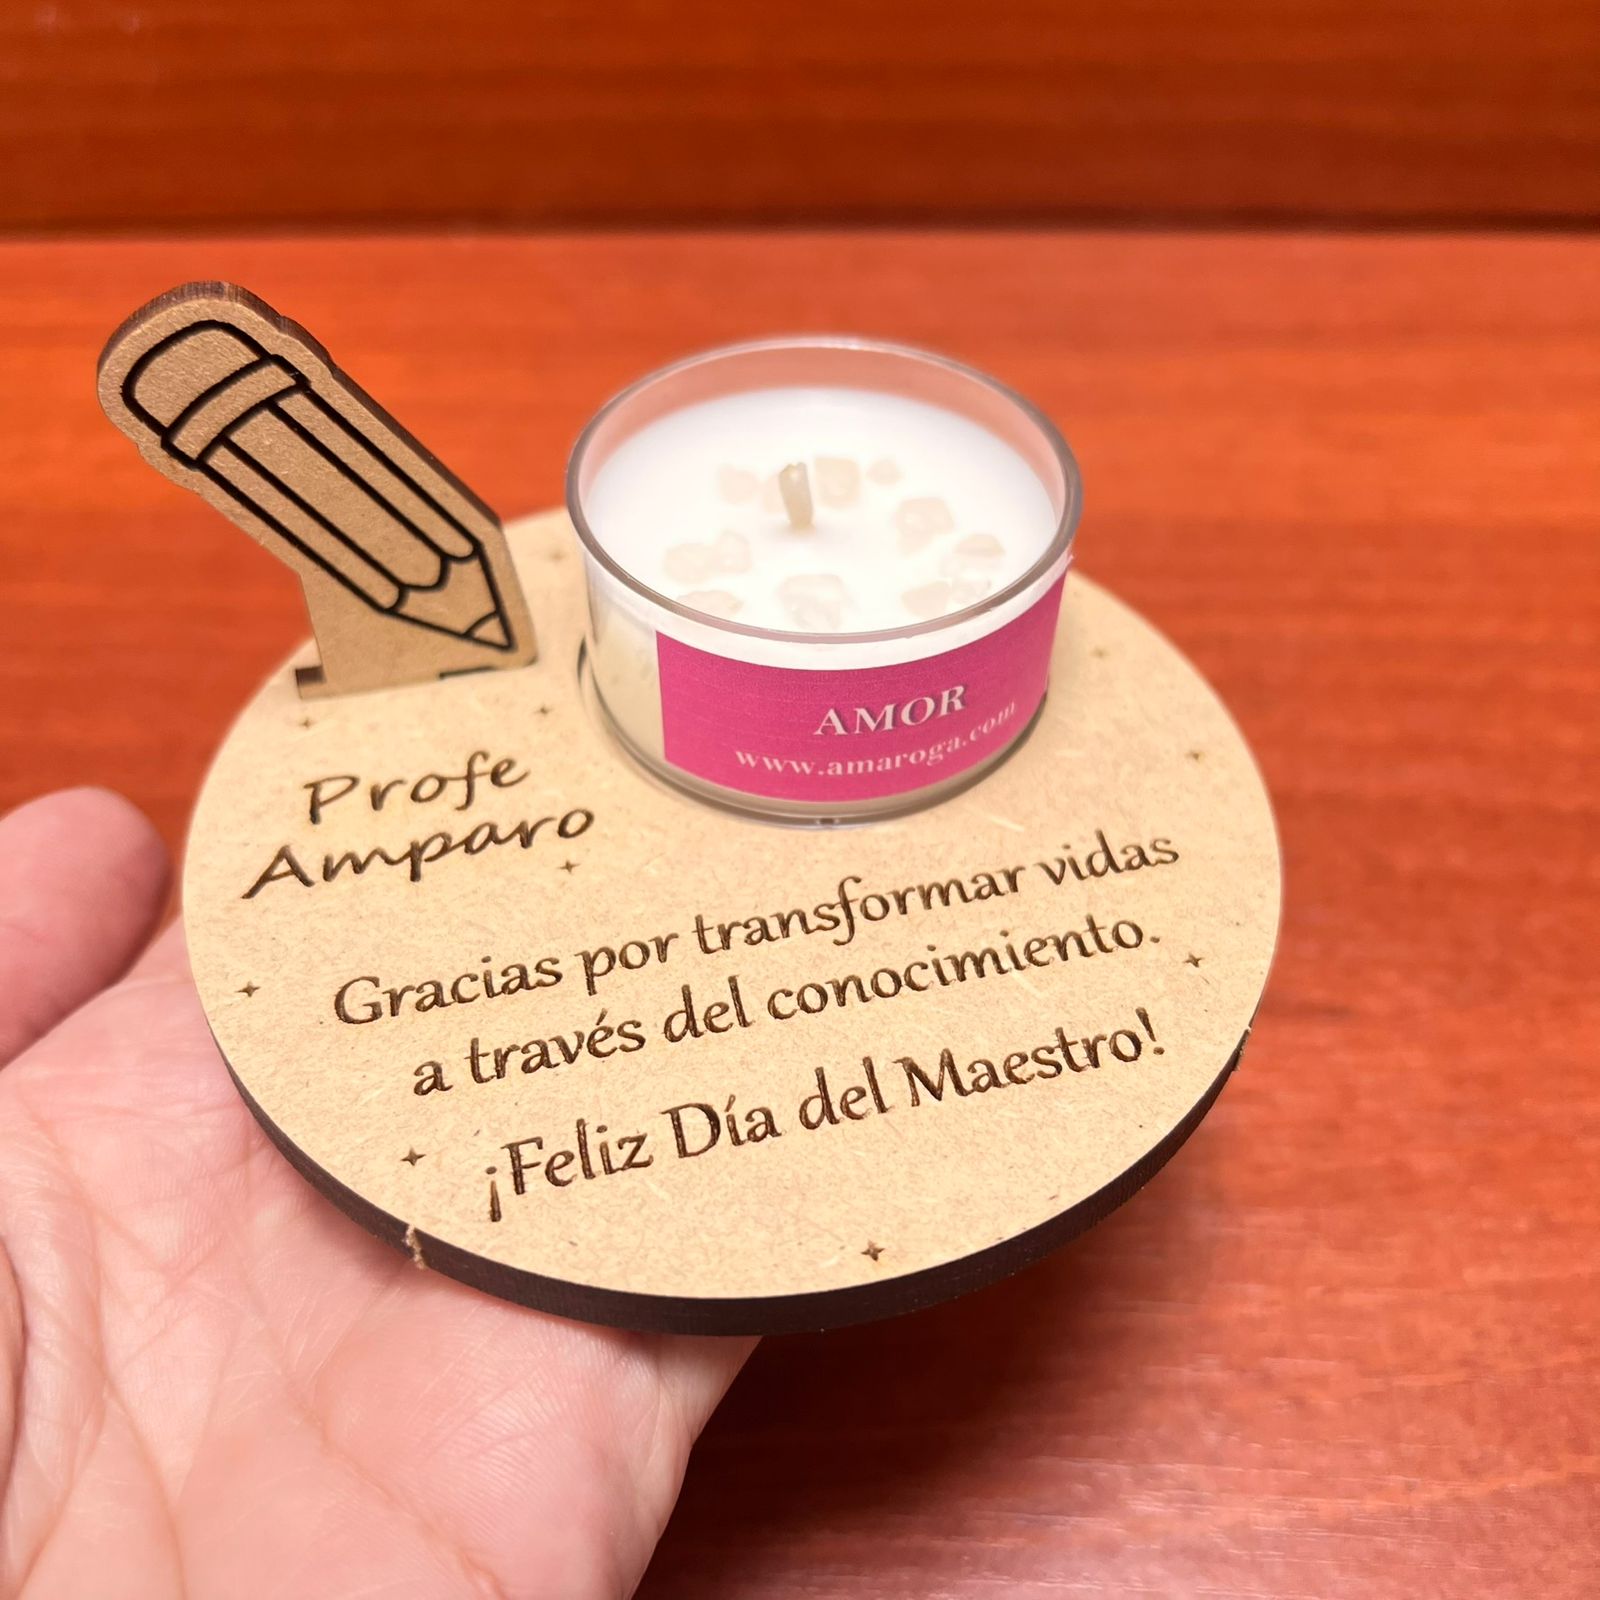 AMOR
www.amaroga.com
Profe
Amparo
Gracias por transformar vidas
a través del conocimiento.
¡Feliz Día del Maestro!